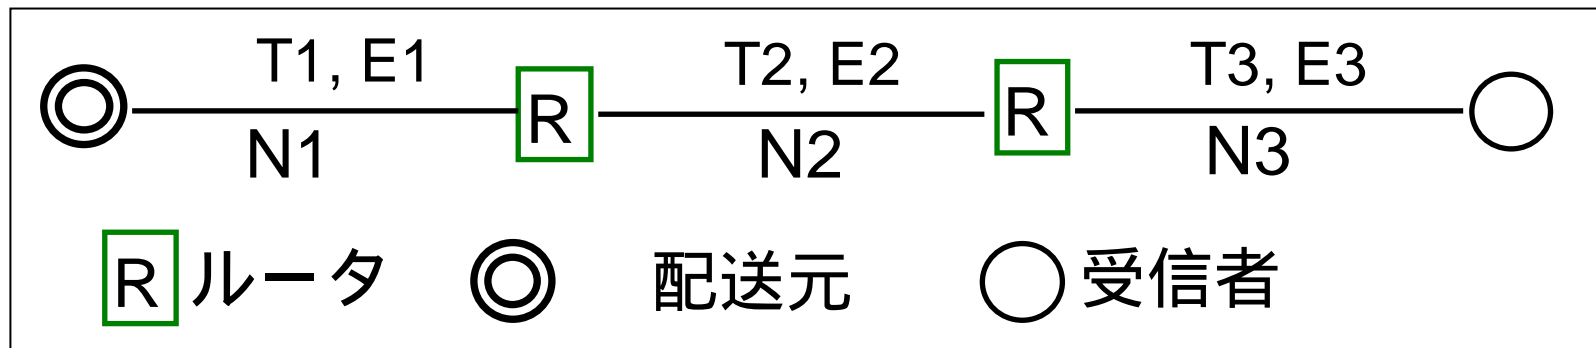 T1, E1 T2, E2 T3, E3
R R
N1 N2 N3
R ルータ 配送元 受信者